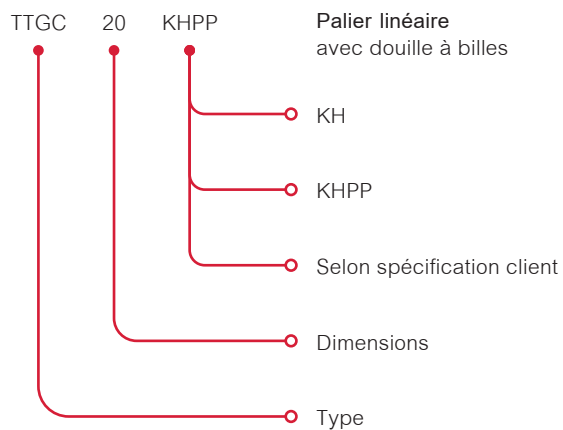 TTGC 20 KHPP
Palier linéaire
avec douille à billes
KH
KHPP
Selon spécification client
Dimensions
Type